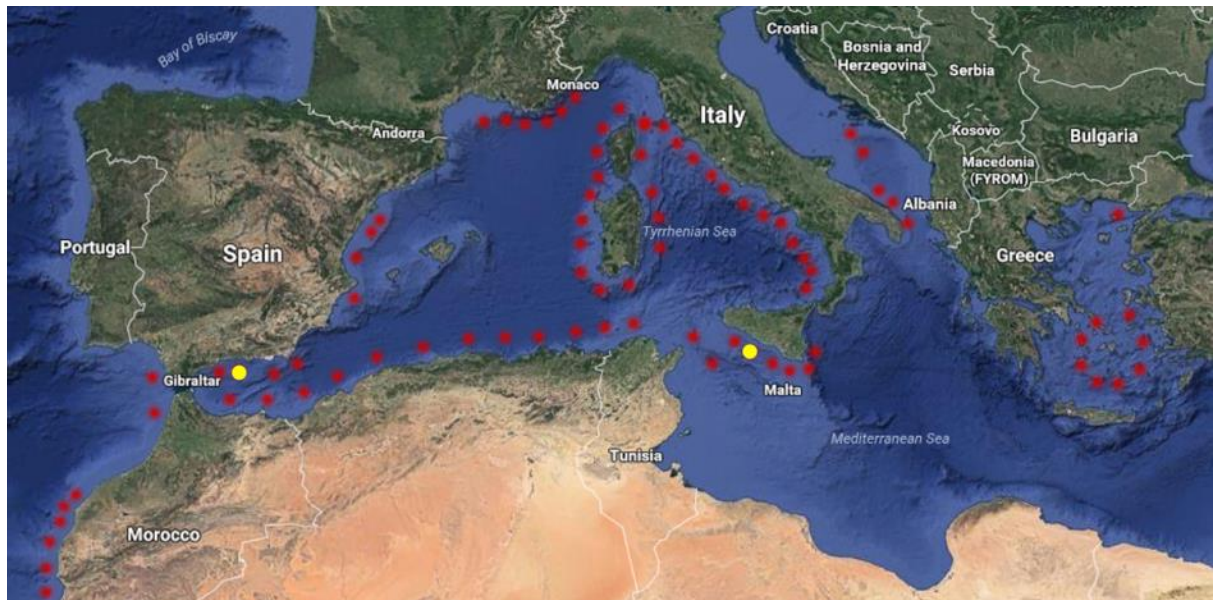 Croatia
Bay of Biscay
Bosnia and
Herzegovina
Serbia
Monaco
Italy
Andorra
Kosovo
Bulgaria
Macedonia
(FYROM)
Albania
Portugal
Spain
Tyrrhenian Sea
Greece
Gibraltar
Malta
Mediterranean Sea
Tunisia
Morocco